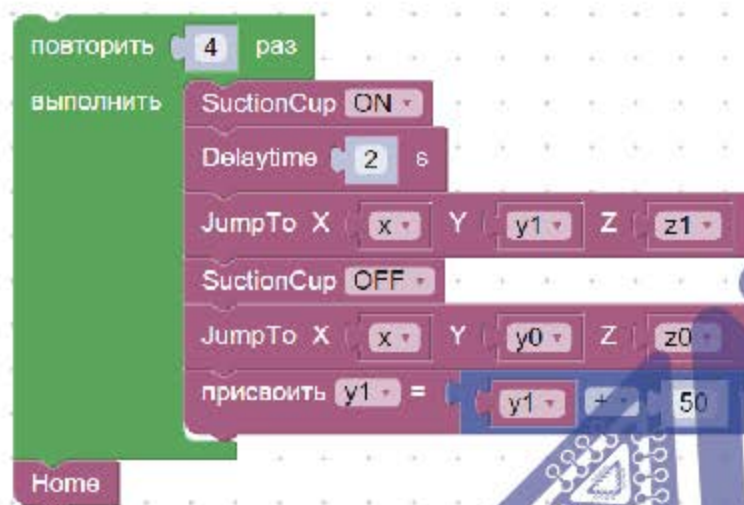 повторить 4 раз
выполнить SuctionCup ON
Delaytime 2 s
JumpTo X x Y y1 Z z1
SuctionCup OFF
JumpTo X x Y y0 Z z0
присвоить y1 = y1 + 50
Home